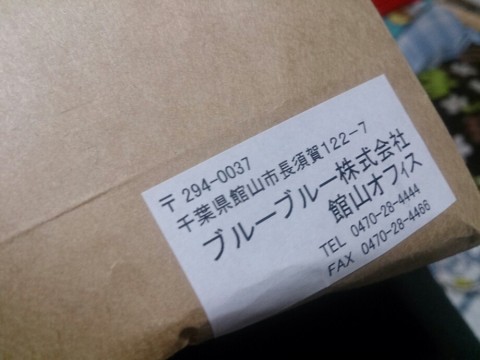 〒 294-0037
千葉県館山市長須賀122-7
ブルーブルー株式会社
館山オフィス
TEL 0470-28-4444
FAX 0470-28-4466